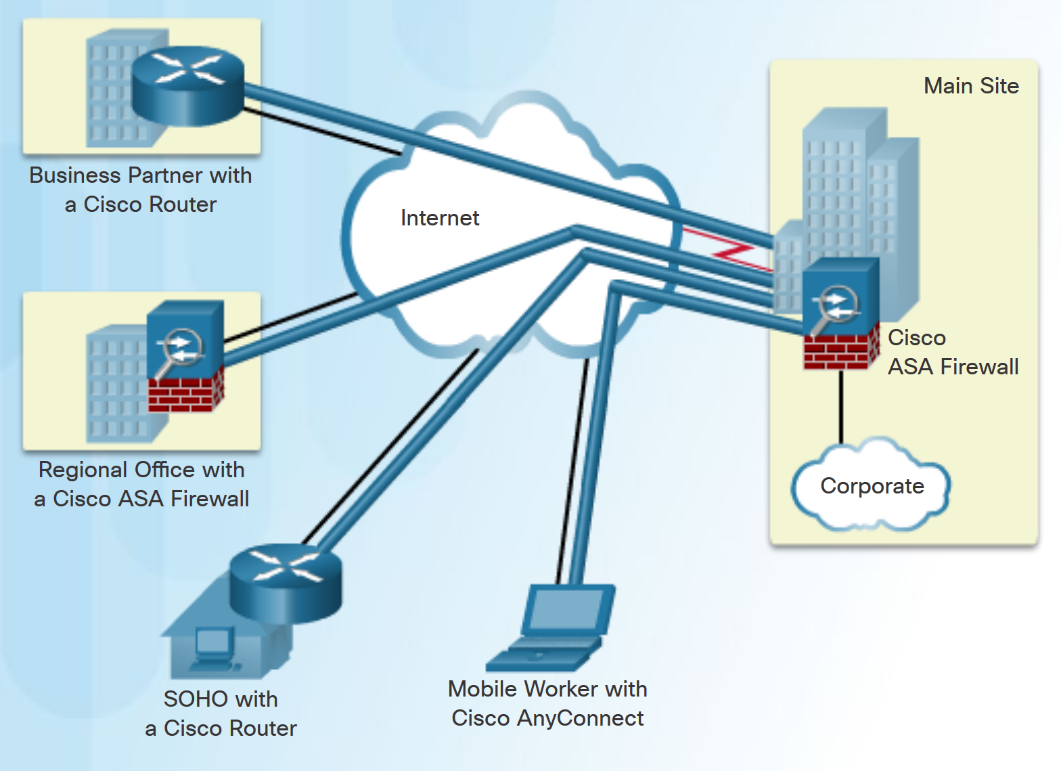 Main Site
Business Partner with
a Cisco Router
Internet
Cisco
ASA Firewall
Regional Office with
a Cisco ASA Firewall
Corporate
SOHO with
a Cisco Router
Mobile Worker with
Cisco AnyConnect